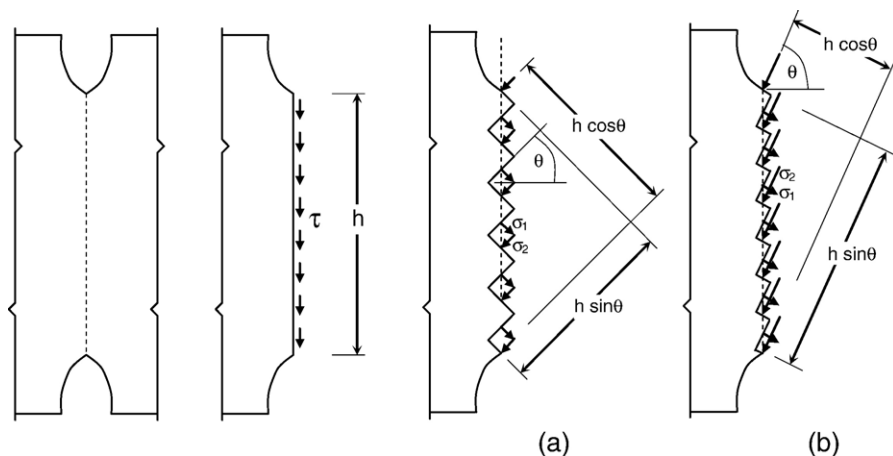 τ
h
h cosθ
θ
σ₁
σ₂
h sinθ
(a)
h cosθ
θ
σ₂
σ₁
h sinθ
(b)